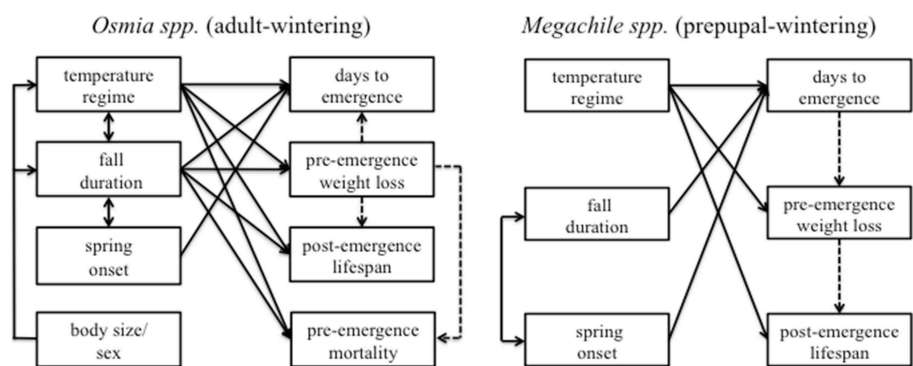 Osmia spp. (adult-wintering)
temperature
regime
days to
emergence
fall
duration
pre-emergence
weight loss
spring
onset
post-emergence
lifespan
body size/
sex
pre-emergence
mortality
Megachile spp. (prepupal-wintering)
temperature
regime
days to
emergence
fall
duration
pre-emergence
weight loss
spring
onset
post-emergence
lifespan